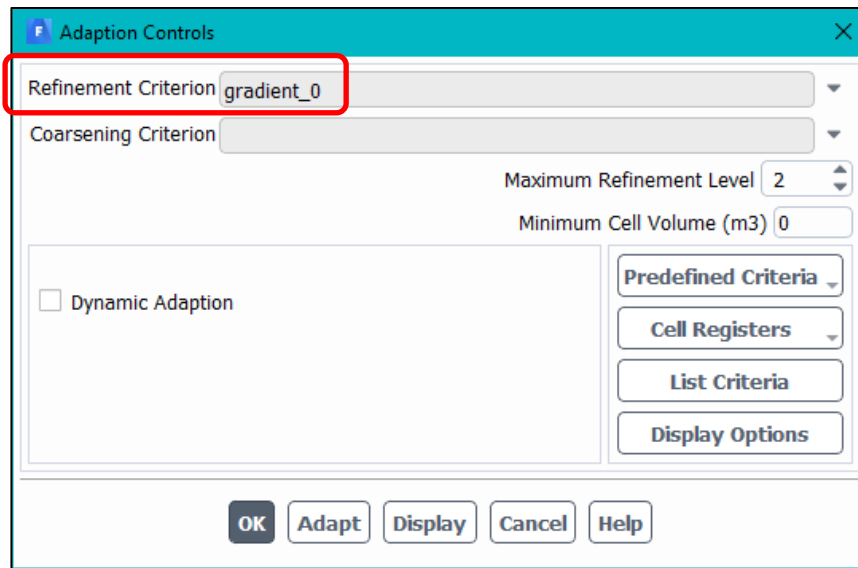 F Adaption Controls
Refinement Criterion gradient_0
Coarsening Criterion
Maximum Refinement Level 2
Minimum Cell Volume (m3) 0
Dynamic Adaption
Predefined Criteria
Cell Registers
List Criteria
Display Options
OK Adapt Display Cancel Help